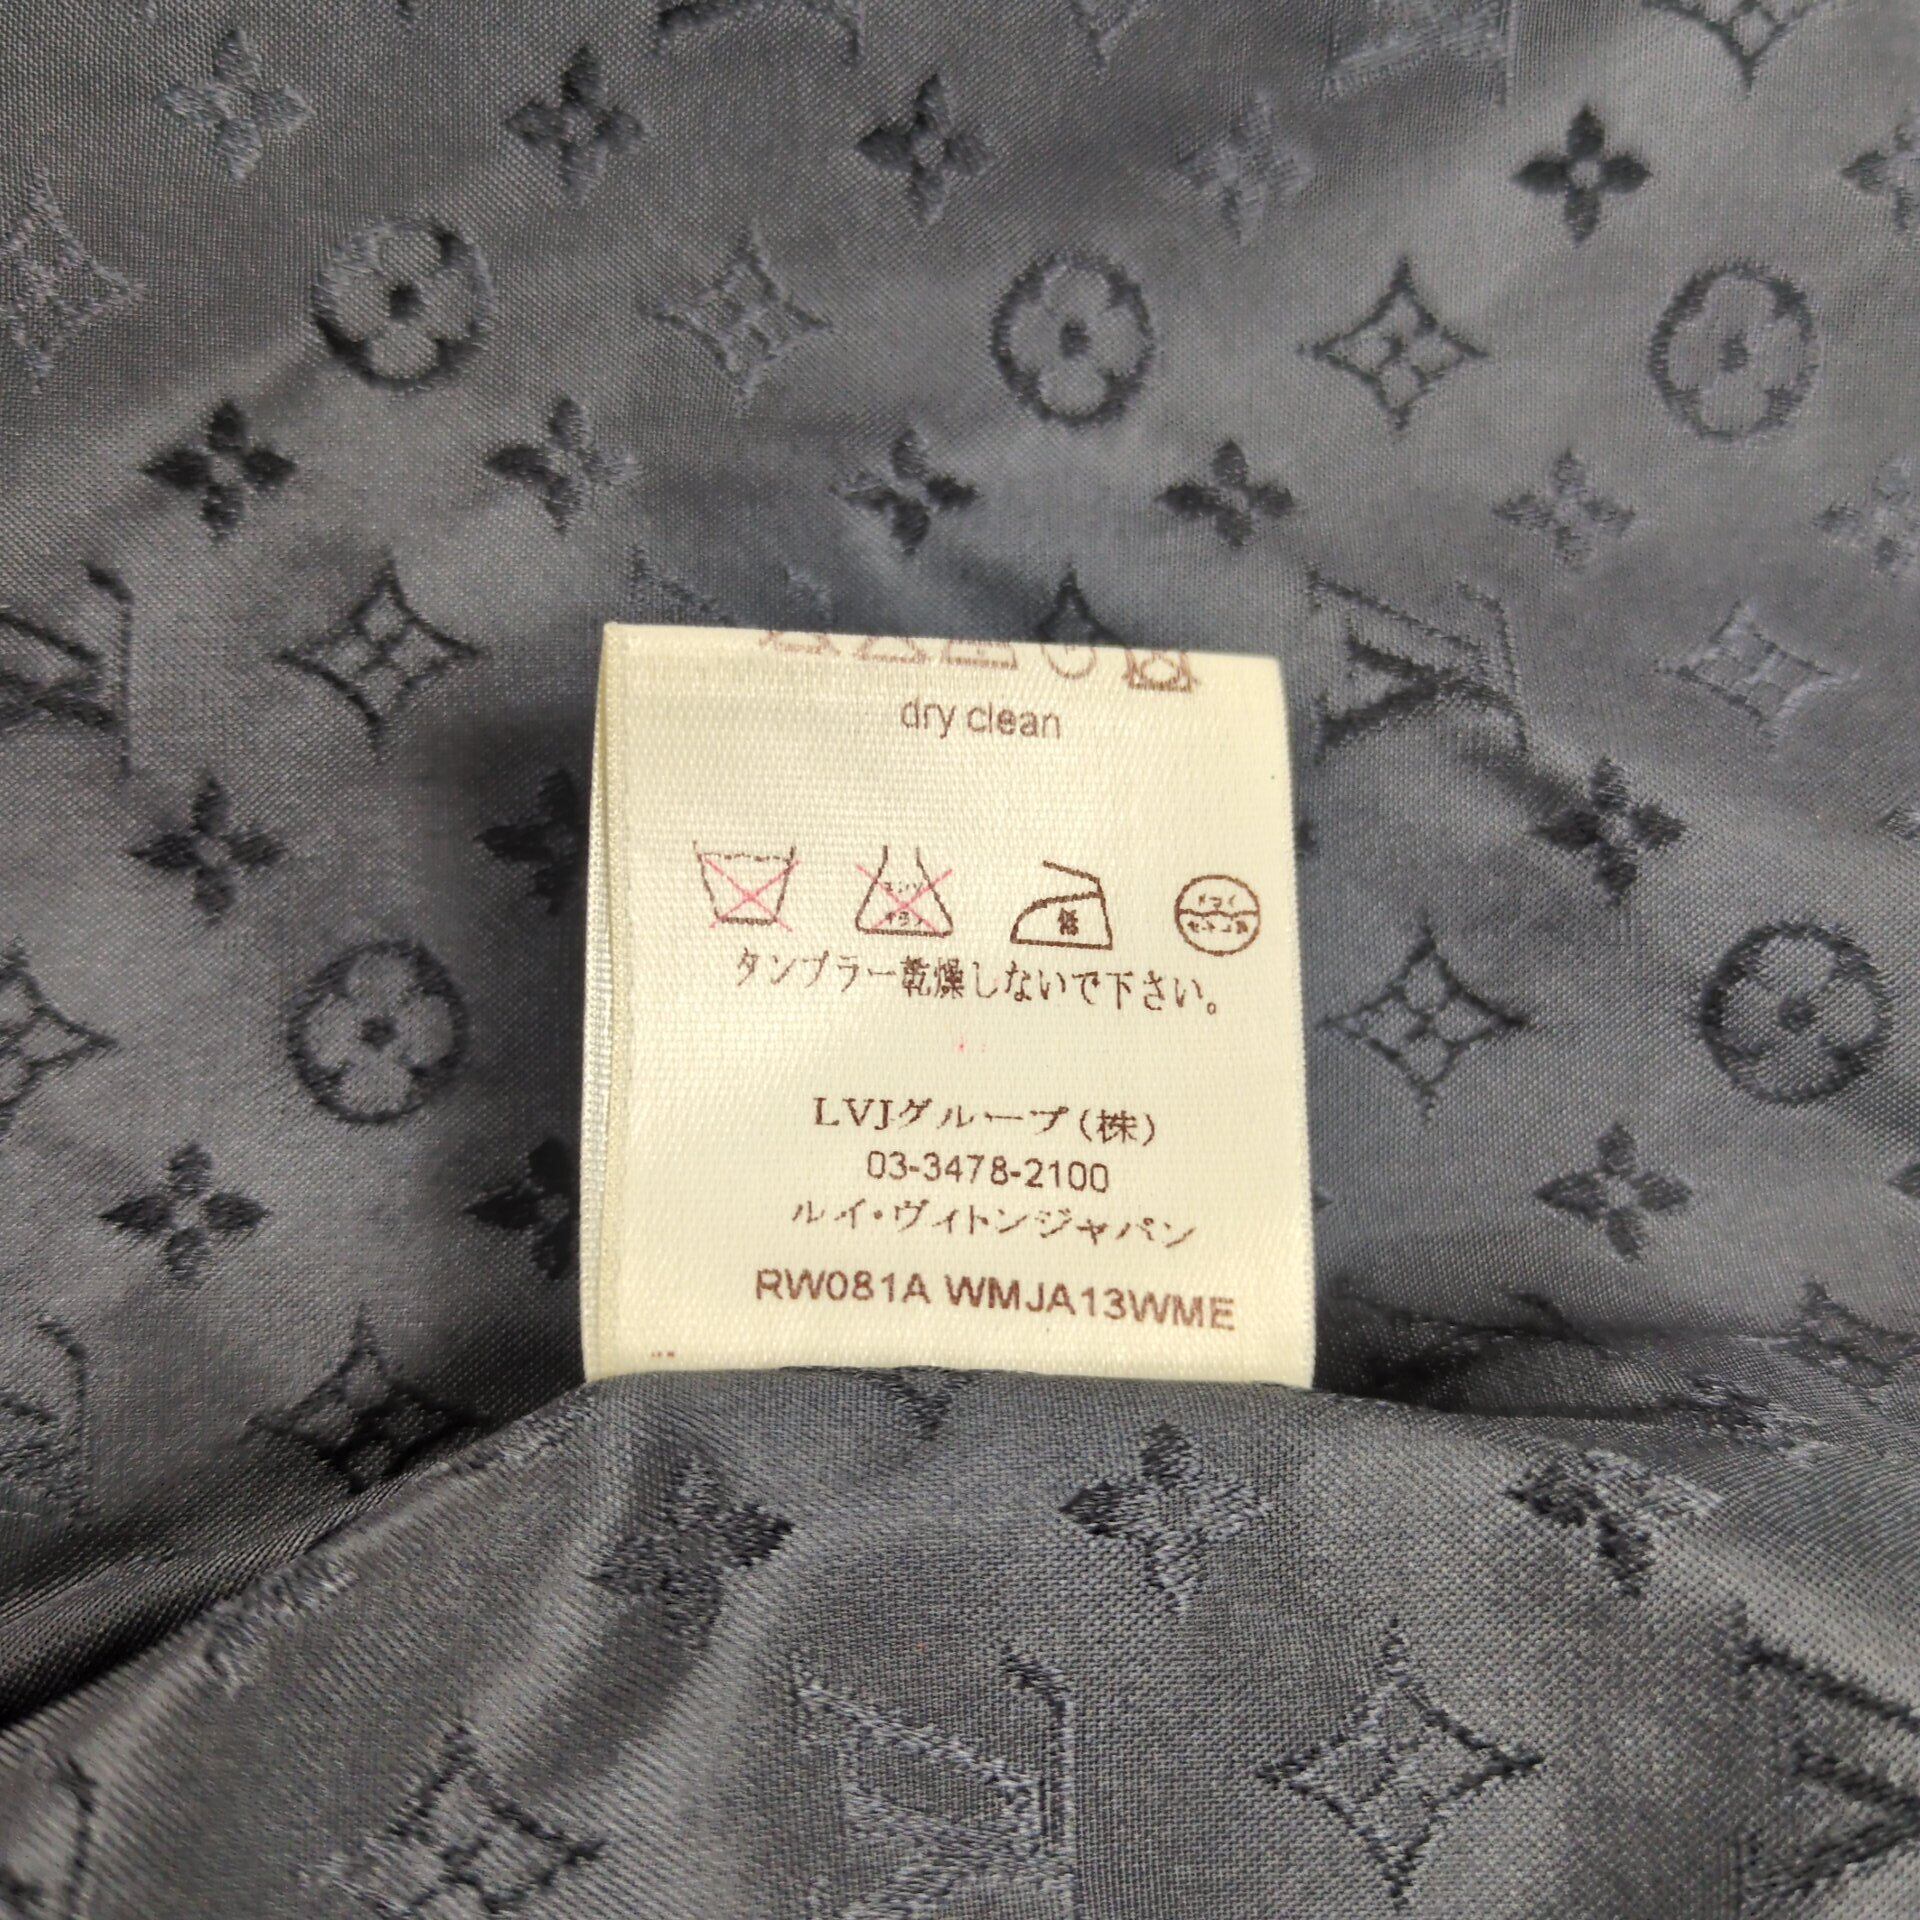 dry clean
低
タンブラー乾燥しないで下さい。
LVJグループ(株)
03-3478-2100
ルイ・ヴィトンジャパン
RW081A WMJA13WME